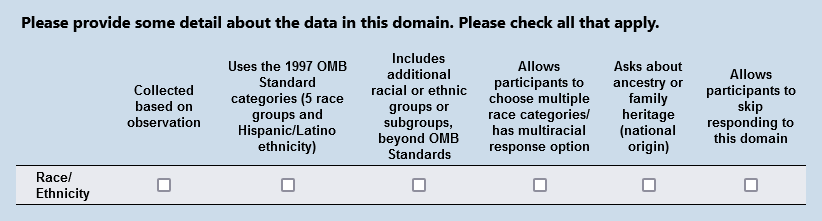 Please provide some detail about the data in this domain. Please check all that apply.
Collected
based on
observation
Uses the 1997 OMB
Standard
categories (5 race
groups and
Hispanic/Latino
ethnicity)
Includes
additional
racial or ethnic
groups or
subgroups,
beyond OMB
Standards
Allows
participants to
choose multiple
race categories/
has multiracial
response option
Asks about
ancestry or
family
heritage
(national
origin)
Allows
participants to
skip
responding to
this domain
Race/
Ethnicity